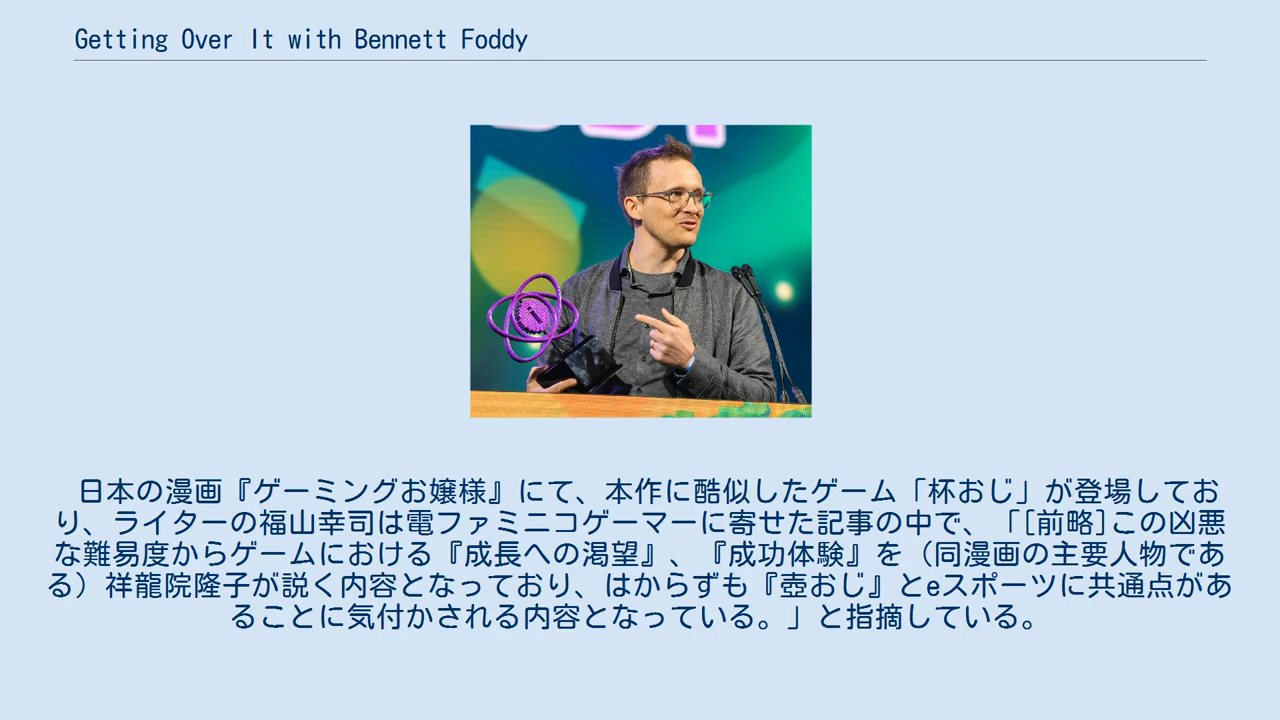 Getting Over It with Bennett Foddy
日本の漫画『ゲーミングお嬢様』にて、本作に酷似したゲーム「杯おじ」が登場してお
り、ライターの福山幸司は電ファミニコゲーマーに寄せた記事の中で、「[前略]この凶悪
な難易度からゲームにおける『成長への渇望』、『成功体験』を（同漫画の主要人物であ
る）祥龍院隆子が説く内容となっており、はからずも『壺おじ』とeスポーツに共通点があ
ることに気付かされる内容となっている。」と指摘している。